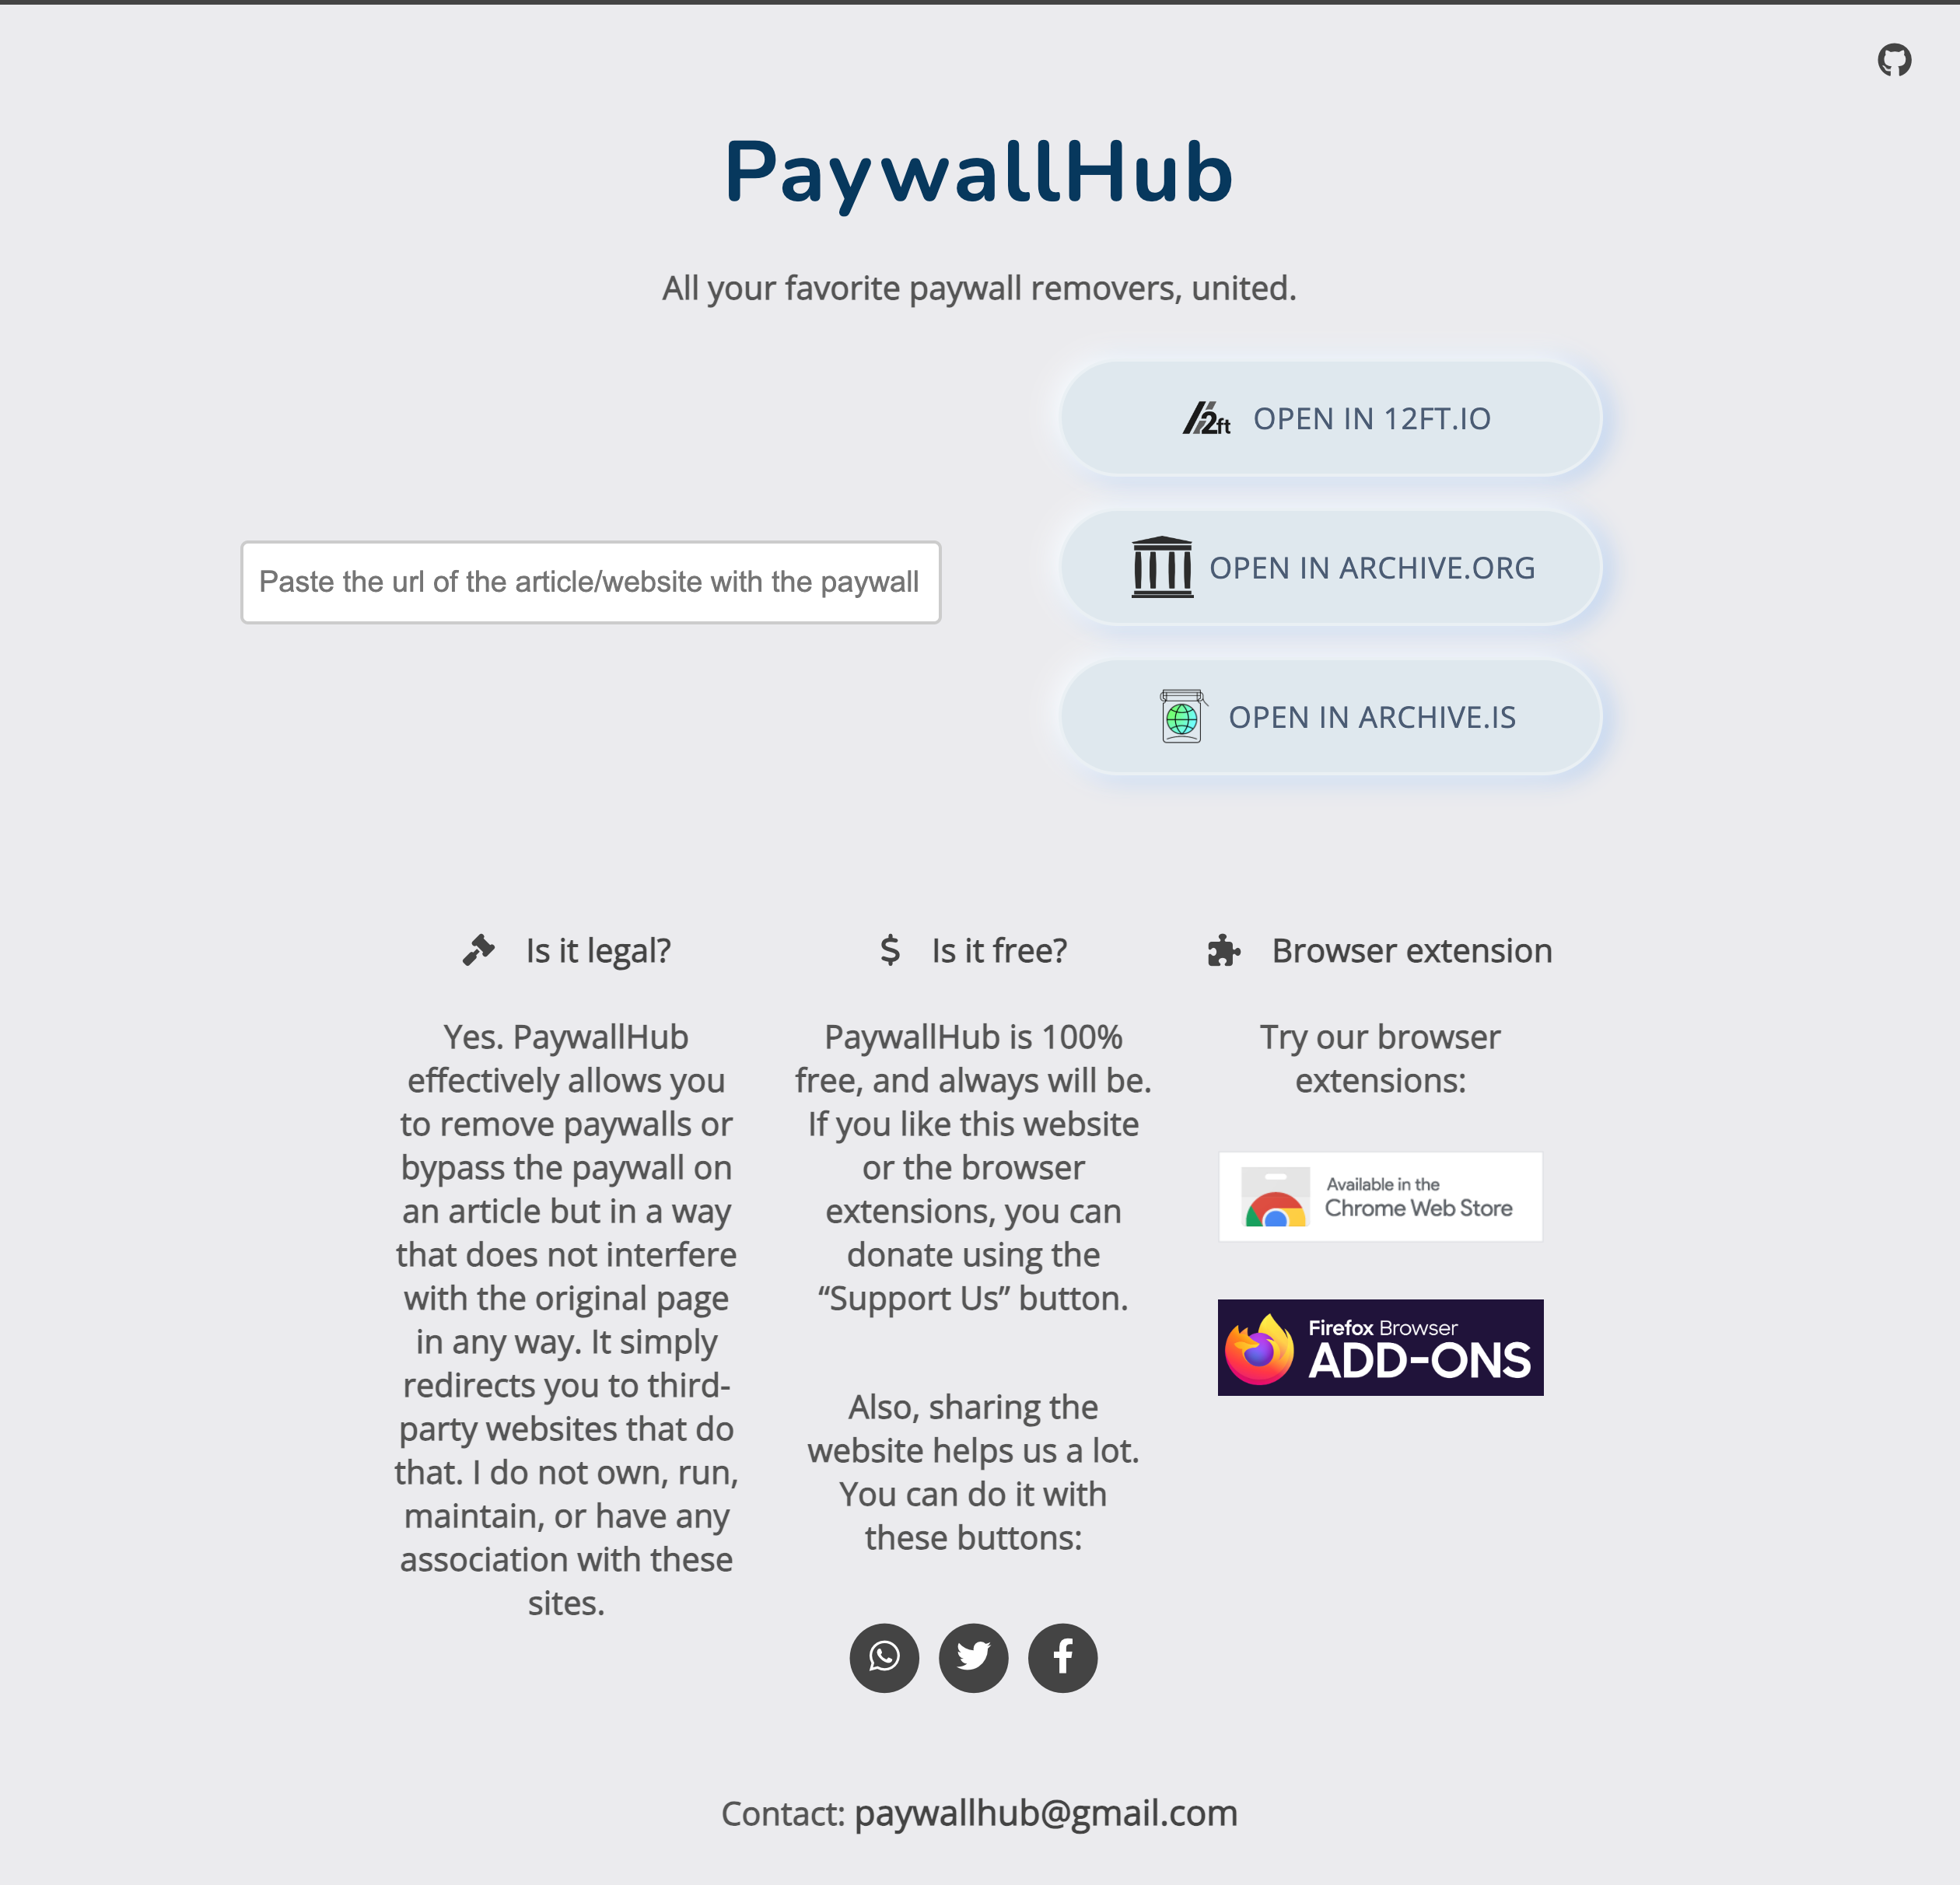 PaywallHub
All your favorite paywall removers, united.
Paste the url of the article/website with the paywall
12ft OPEN IN 12FT.IO
OPEN IN ARCHIVE.ORG
OPEN IN ARCHIVE.IS
Is it legal?
Yes. PaywallHub
effectively allows you
to remove paywalls or
bypass the paywall on
an article but in a way
that does not interfere
with the original page
in any way. It simply
redirects you to third-
party websites that do
that. I do not own, run,
maintain, or have any
association with these
sites.
$ Is it free?
PaywallHub is 100%
free, and always will be.
If you like this website
or the browser
extensions, you can
donate using the
“Support Us” button.
Also, sharing the
website helps us a lot.
You can do it with
these buttons:
Browser extension
Try our browser
extensions:
Available in the
Chrome Web Store
Firefox Browser
ADD-ONS
Contact: paywallhub@gmail.com